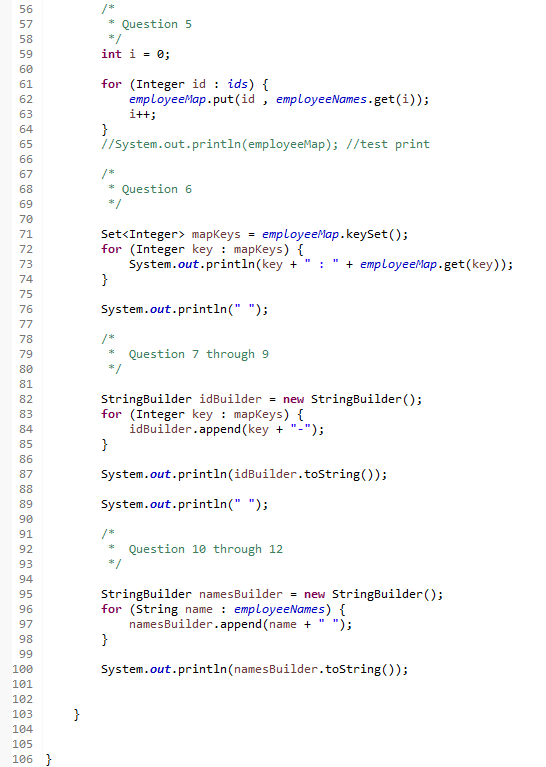 56         /*
57          * Question 5
58          */
59         int i = 0;
60
61         for (Integer id : ids) {
62             employeeMap.put(id , employeeNames.get(i));
63             i++;
64         }
65         //System.out.println(employeeMap); //test print
66
67         /*
68          * Question 6
69          */
70
71         Set<Integer> mapKeys = employeeMap.keySet();
72         for (Integer key : mapKeys) {
73             System.out.println(key + " : " + employeeMap.get(key));
74         }
75
76         System.out.println(" ");
77
78         /*
79          *  Question 7 through 9
80          */
81
82         StringBuilder idBuilder = new StringBuilder();
83         for (Integer key : mapKeys) {
84             idBuilder.append(key + "-");
85         }
86
87         System.out.println(idBuilder.toString());
88
89         System.out.println(" ");
90
91         /*
92          *  Question 10 through 12
93          */
94
95         StringBuilder namesBuilder = new StringBuilder();
96         for (String name : employeeNames) {
97             namesBuilder.append(name + " ");
98         }
99
100         System.out.println(namesBuilder.toString());
101
102
103     }
104
105
106 }